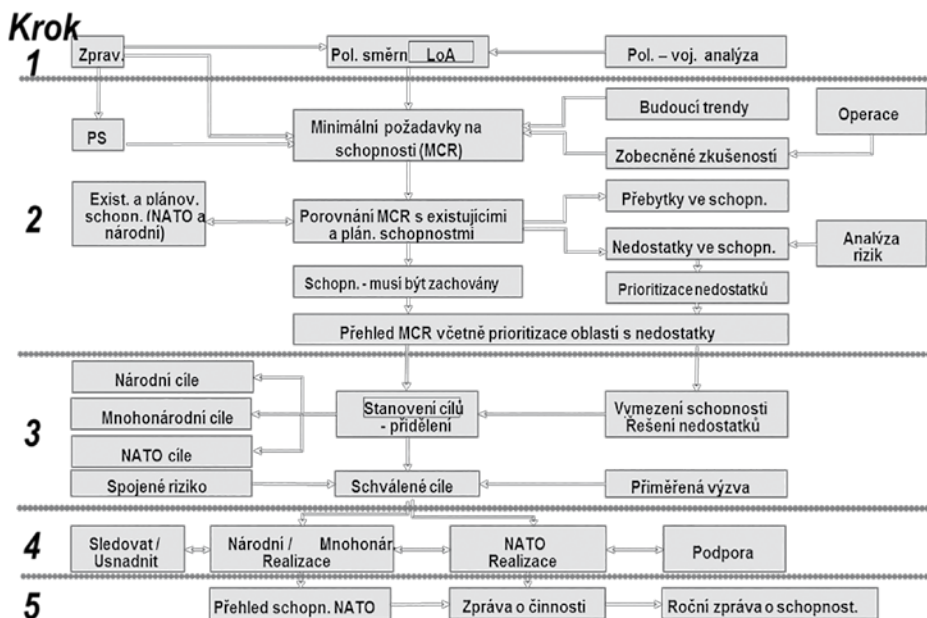 Krok
1
Zprav.
Pol. směrn
LoA
Pol. – voj. analýza
2
PS
Minimální požadavky na
schopnosti (MCR)
Budoucí trendy
Operace
Zobecněné zkušeností
Exist. a plánov.
schopn. (NATO a
národní)
Porovnání MCR s existujícími
a plán. schopnostmi
Přebytky ve schopn.
Nedostatky ve schopn.
Analýza
rizik
Schopn. - musí být zachovány
Prioritizace nedostatků
Přehled MCR včetně prioritizace oblastí s nedostatky
3
Národní cíle
Mnohonárodní cíle
NATO cíle
Spojené riziko
Stanovení cílů
- přidělení
Vymezení schopnosti
Řešení nedostatků
Schválené cíle
Přiměřená výzva
4
Sledovat /
Usnadnit
Národní / Mnohonár.
Realizace
NATO
Realizace
Podpora
5
Přehled schopn. NATO
Zpráva o činnosti
Roční zpráva o schopnost.